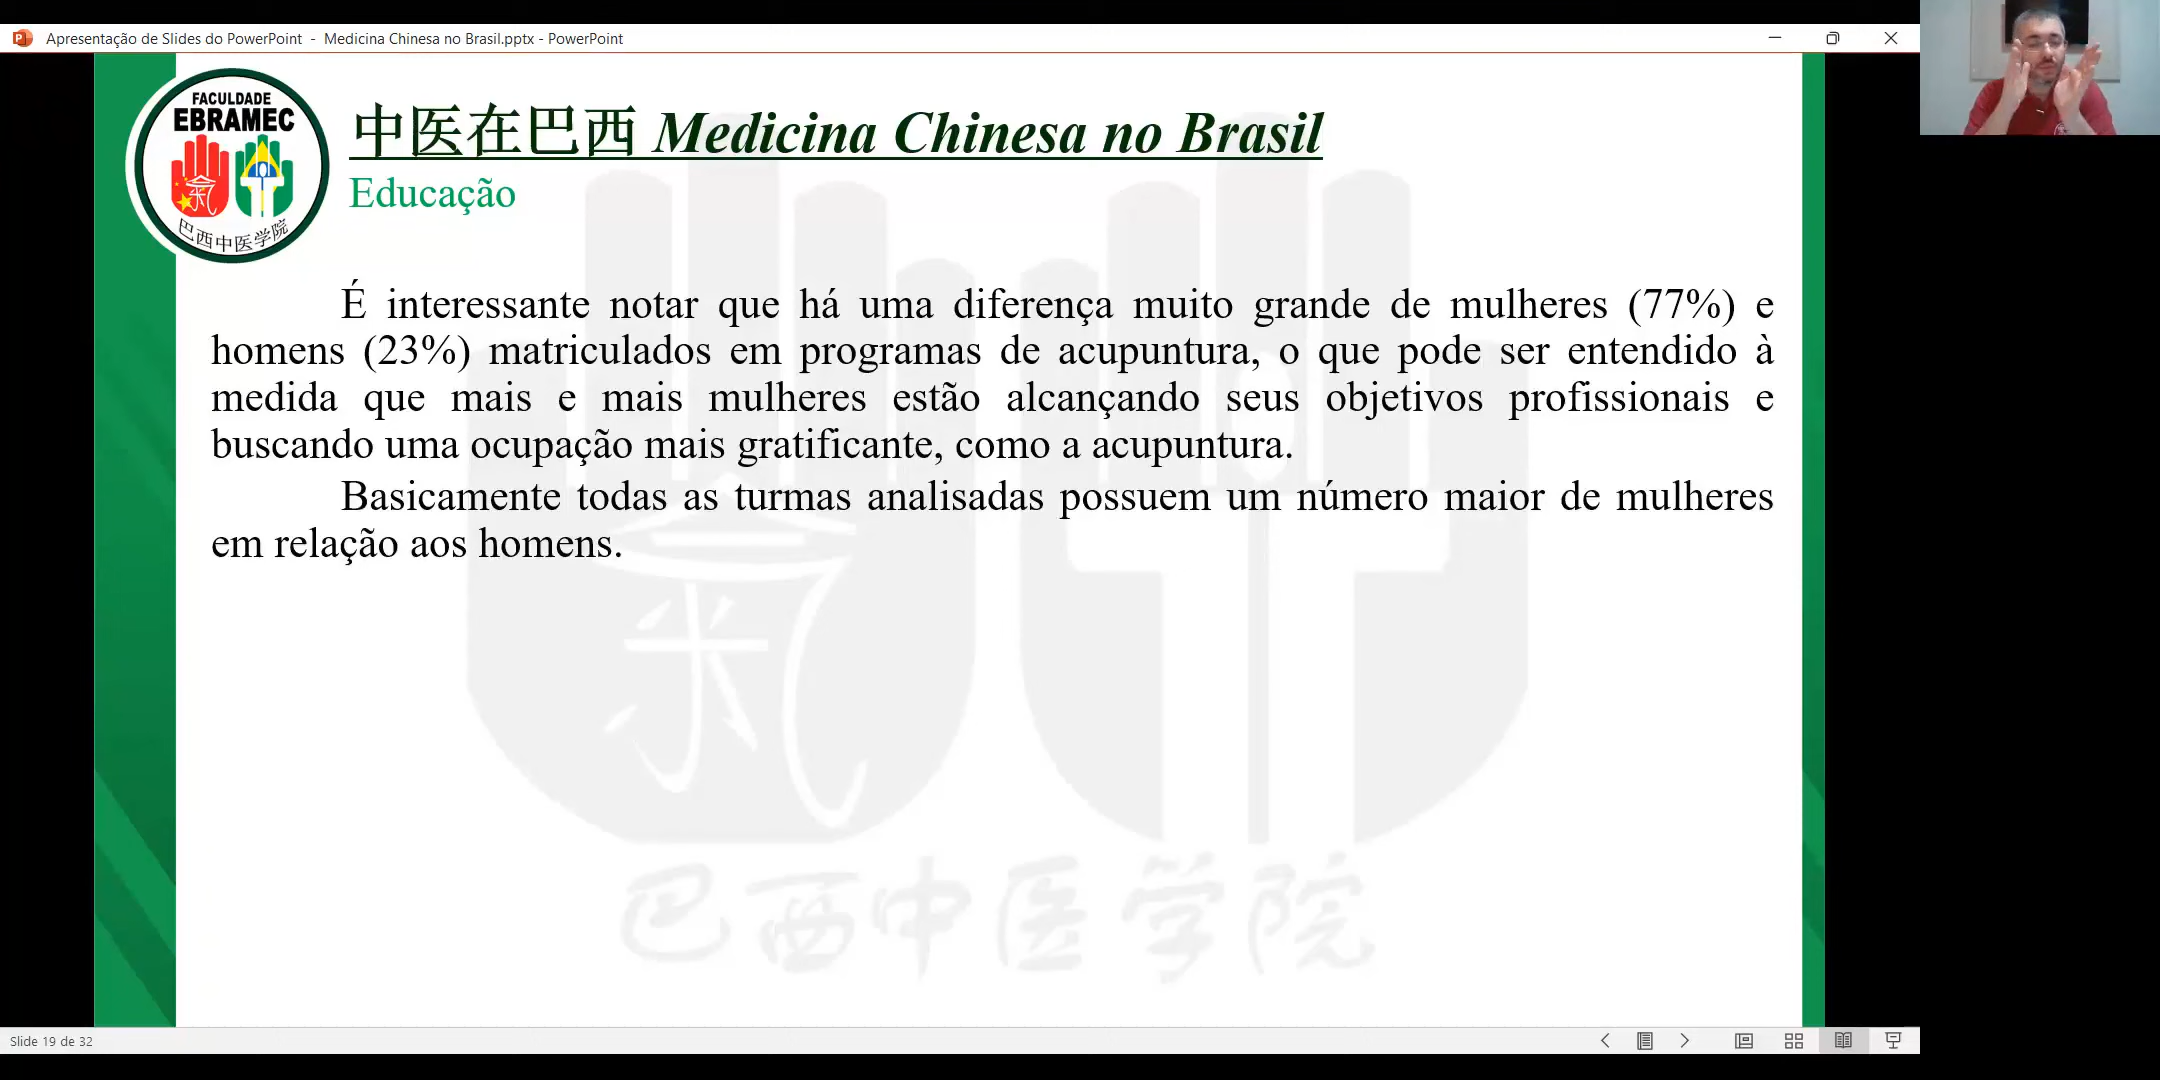 Apresentação de Slides do PowerPoint - Medicina Chinesa no Brasil.pptx - PowerPoint
FACULDADE
EBRAMEC
巴西中医学院
中医在巴西 Medicina Chinesa no Brasil
Educação
É interessante notar que há uma diferença muito grande de mulheres (77%) e
homens (23%) matriculados em programas de acupuntura, o que pode ser entendido à
medida que mais e mais mulheres estão alcançando seus objetivos profissionais e
buscando uma ocupação mais gratificante, como a acupuntura.
Basicamente todas as turmas analisadas possuem um número maior de mulheres
em relação aos homens.
巴西中医学院
Slide 19 de 32